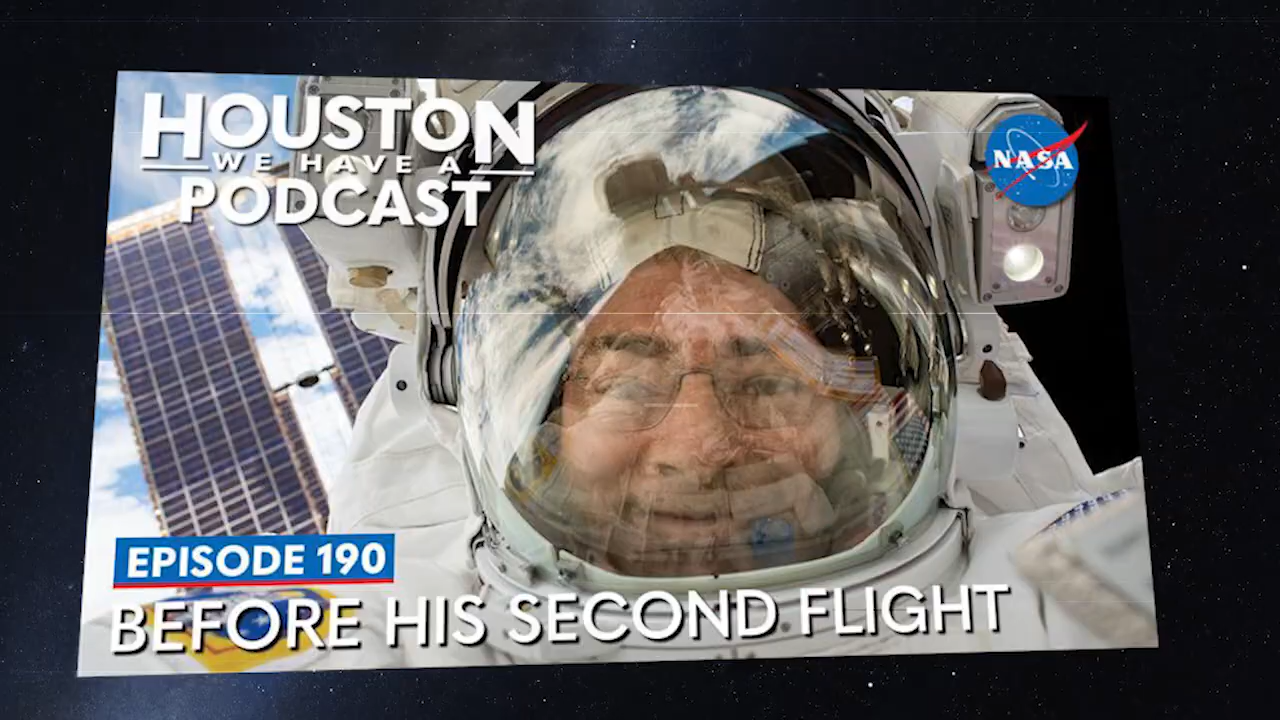 HOUSTON
WE HAVE A
PODCAST
NASA
EPISODE 190
BEFORE HIS SECOND FLIGHT